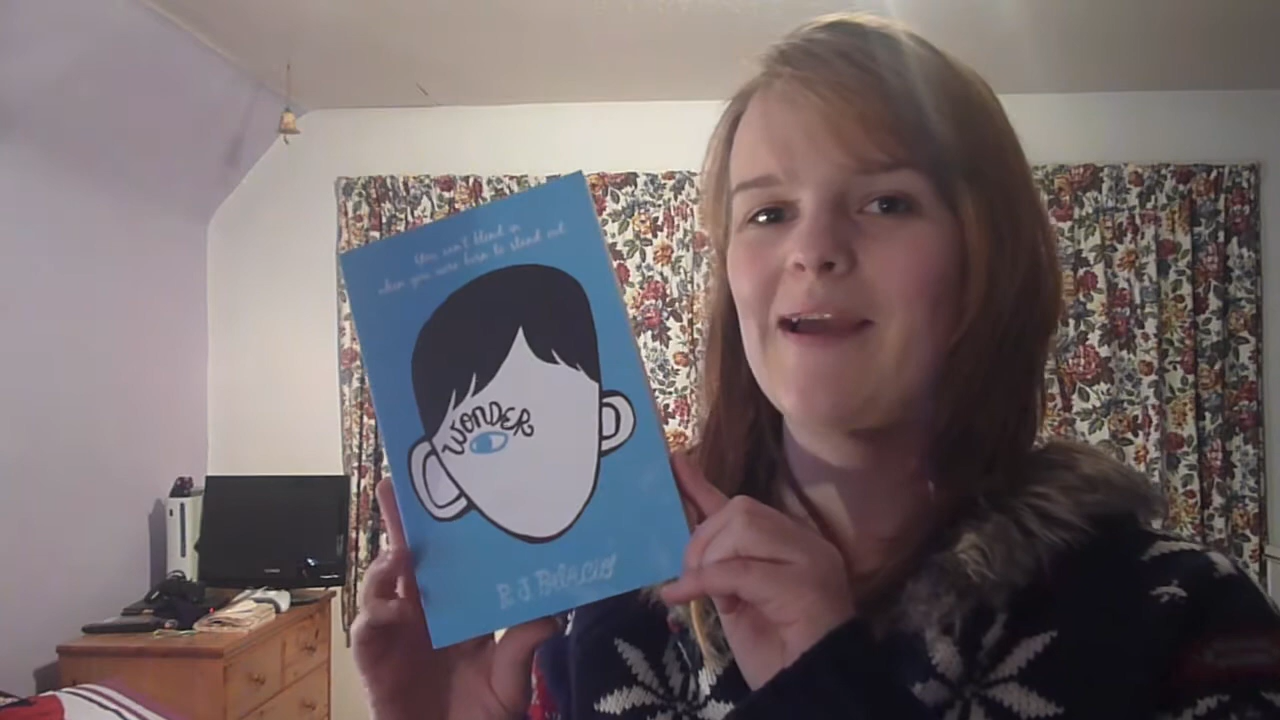 You can't blend in
when you were born to stand out
WONDER
R.J. Palacio